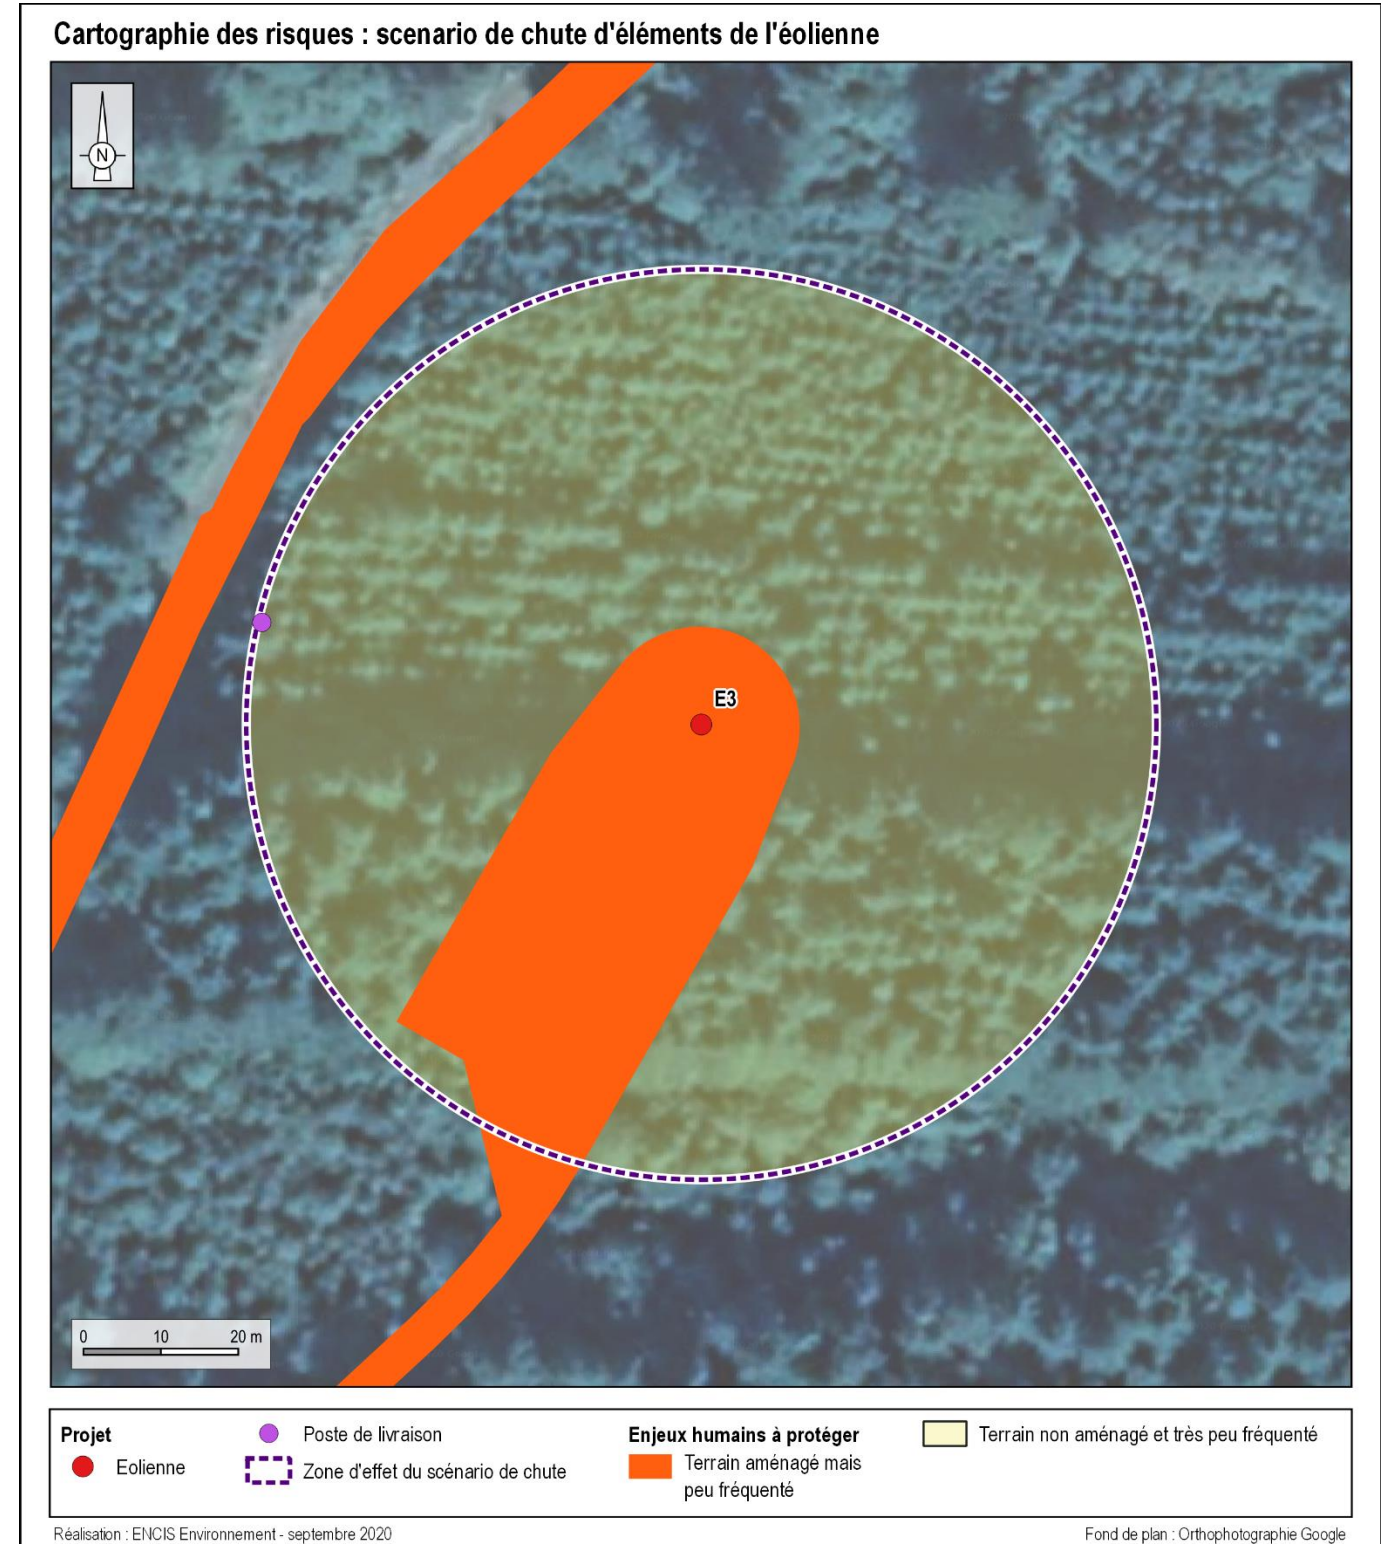 Cartographie des risques : scenario de chute d'éléments de l'éolienne
N
E3
0 10 20 m
Projet
Eolienne
Poste de livraison
Zone d'effet du scénario de chute
Enjeux humains à protéger
Terrain aménagé mais
peu fréquenté
Terrain non aménagé et très peu fréquenté
Réalisation : ENCIS Environnement - septembre 2020
Fond de plan : Orthophotographie Google